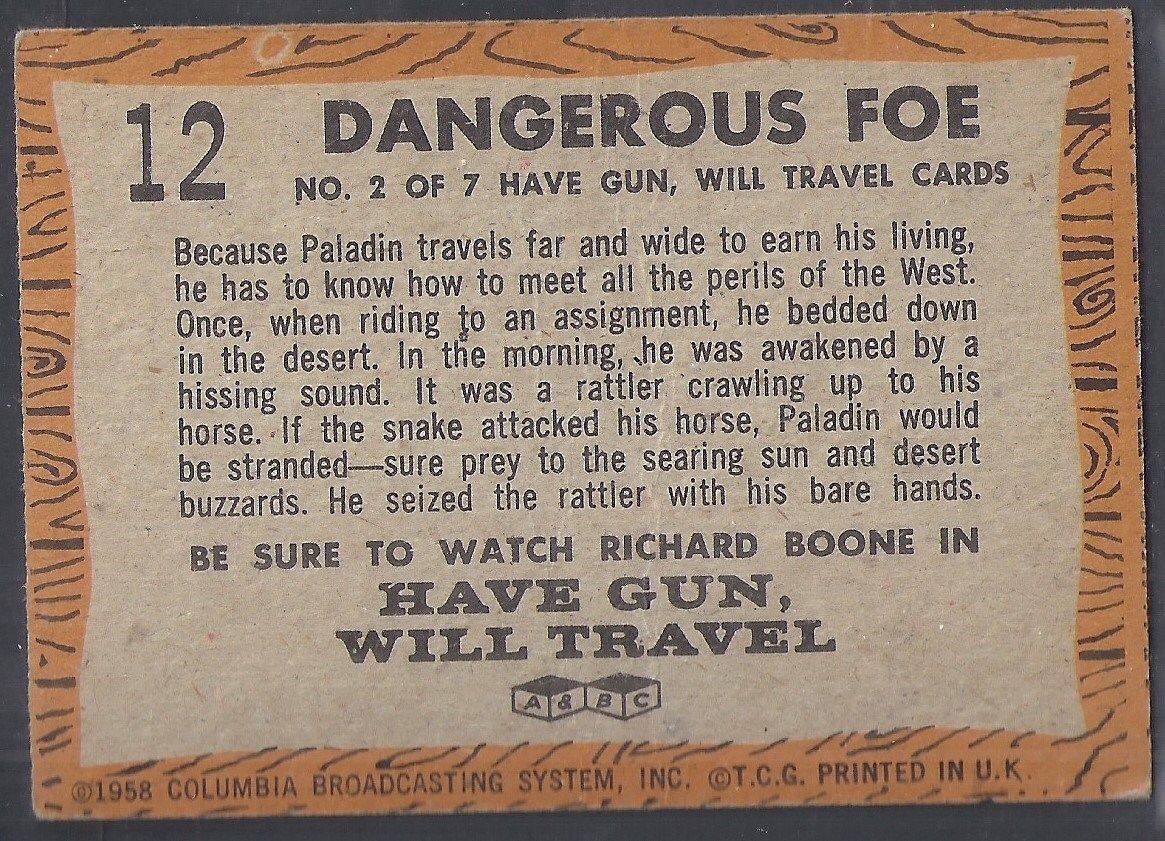 12
DANGEROUS FOE
NO. 2 OF 7 HAVE GUN, WILL TRAVEL CARDS
Because Paladin travels far and wide to earn his living,
he has to know how to meet all the perils of the West.
Once, when riding to an assignment, he bedded down
in the desert. In the morning, he was awakened by a
hissing sound. It was a rattler crawling up to his
horse. If the snake attacked his horse, Paladin would
be stranded—sure prey to the searing sun and desert
buzzards. He seized the rattler with his bare hands.
BE SURE TO WATCH RICHARD BOONE IN
HAVE GUN,
WILL TRAVEL
A & B C
©1958 COLUMBIA BROADCASTING SYSTEM, INC. ©T.C.G. PRINTED IN U.K.